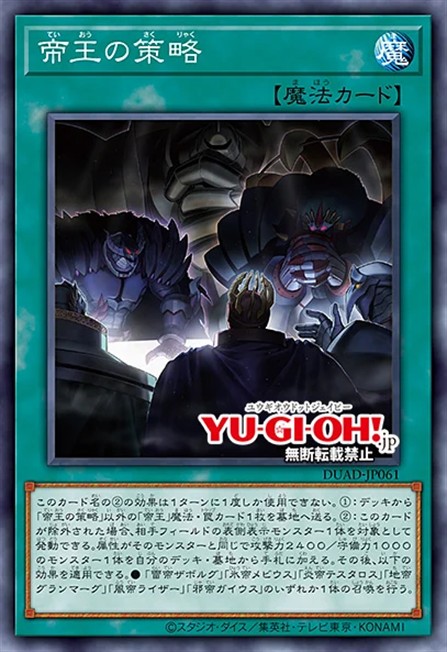 帝王の策略
魔
【魔法カード】
ユウギオウドットジェイピー
YU-GI-OH!.jp
無断転載禁止
DUAD-JP061
このカード名の②の効果は1ターンに1度しか使用できない。①：デッキから
「帝王の策略」以外の「帝王」魔法・罠カード1枚を墓地へ送る。②：このカード
が除外された場合、相手フィールドの表側表示モンスター1体を対象として
発動できる。属性がそのモンスターと同じで攻撃力2400／守備力1000
のモンスター1体を自分のデッキ・墓地から手札に加える。その後、以下の
効果を適用できる。●「雷帝ザボルグ」「氷帝メビウス」「炎帝テスタロス」「地帝
グランマーグ」「風帝ライザー」「邪帝ガイウス」のいずれか1体の召喚を行う。
©スタジオ・ダイス／集英社・テレビ東京・KONAMI